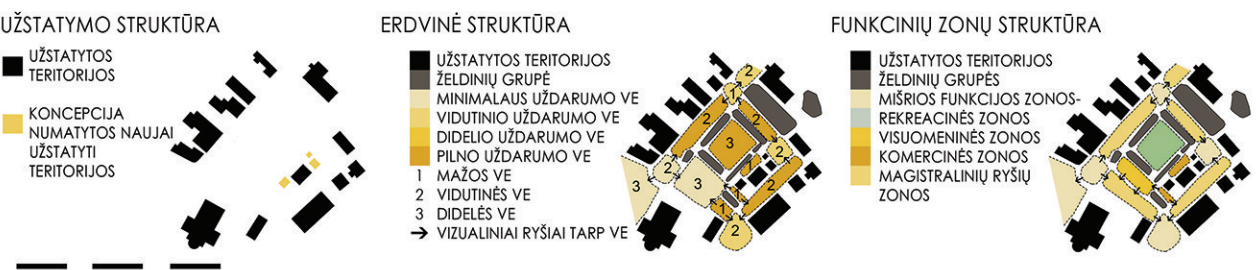 UŽSTATYMO STRUKTŪRA
UŽSTATYTOS
TERITORIJOS
KONCEPCIJA
NUMATYTOS NAUJAI
UŽSTATYTI
TERITORIJOS
ERDVINĖ STRUKTŪRA
UŽSTATYTOS TERITORIJOS
ŽELDINIŲ GRUPĖ
MINIMALAUS UŽDARUMO VE
VIDUTINIO UŽDARUMO VE
DIDELIO UŽDARUMO VE
PILNO UŽDARUMO VE
1 MAŽOS VE
2 VIDUTINĖS VE
3 DIDELĖS VE
→ VIZUALINIAI RYŠIAI TARP VE
2
1
2
2
3
2
1
2
3
3
2
1
1
2
FUNKCINIŲ ZONŲ STRUKTŪRA
UŽSTATYTOS TERITORIJOS
ŽELDINIŲ GRUPĖS
MIŠRIOS FUNKCIJOS ZONOS-
REKREACINĖS ZONOS
VISUOMENINĖS ZONOS
KOMERCINĖS ZONOS
MAGISTRALINIŲ RYŠIŲ
ZONOS